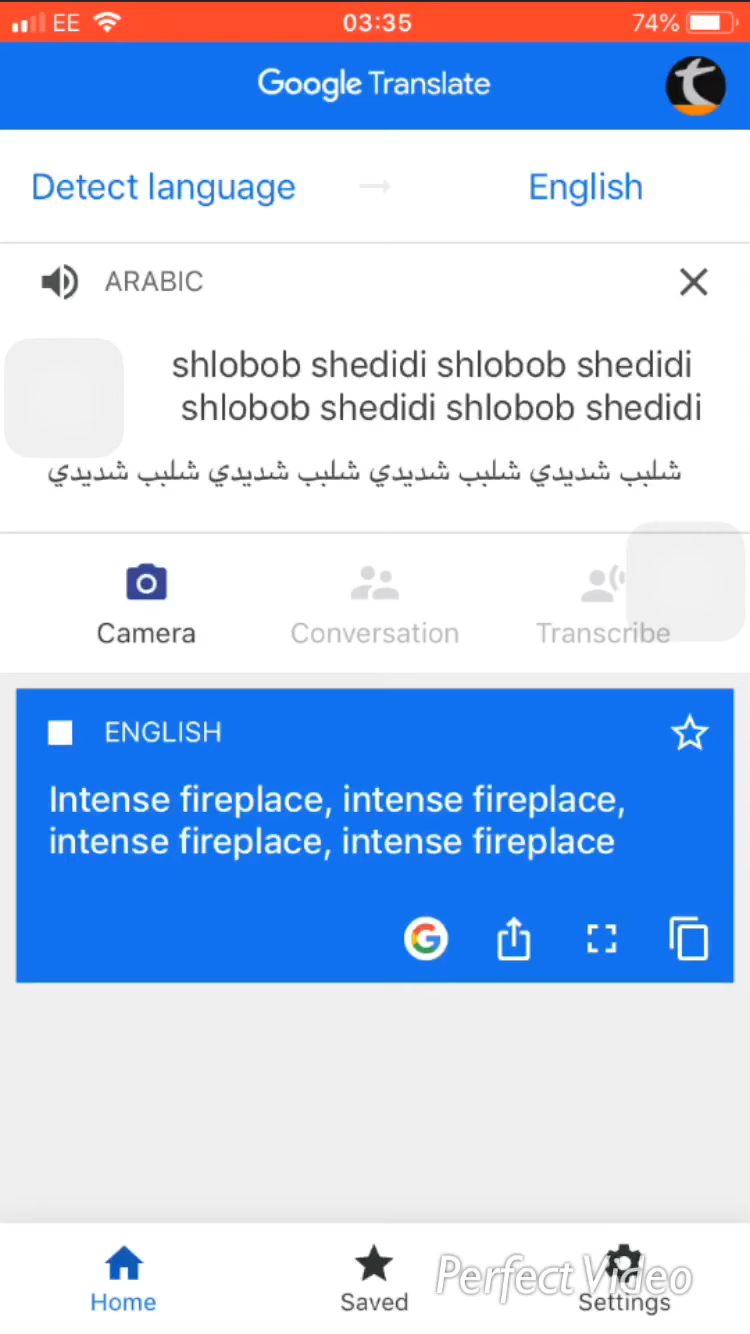 EE 03:35 74%
Google Translate
Detect language → English
ARABIC
shlobob shedidi shlobob shedidi
shlobob shedidi shlobob shedidi
شلبب شديدي شلبب شديدي شلبب شديدي شلبب شديدي
Camera Conversation Transcribe
ENGLISH
Intense fireplace, intense fireplace,
intense fireplace, intense fireplace
Perfect Video
Home Saved Settings